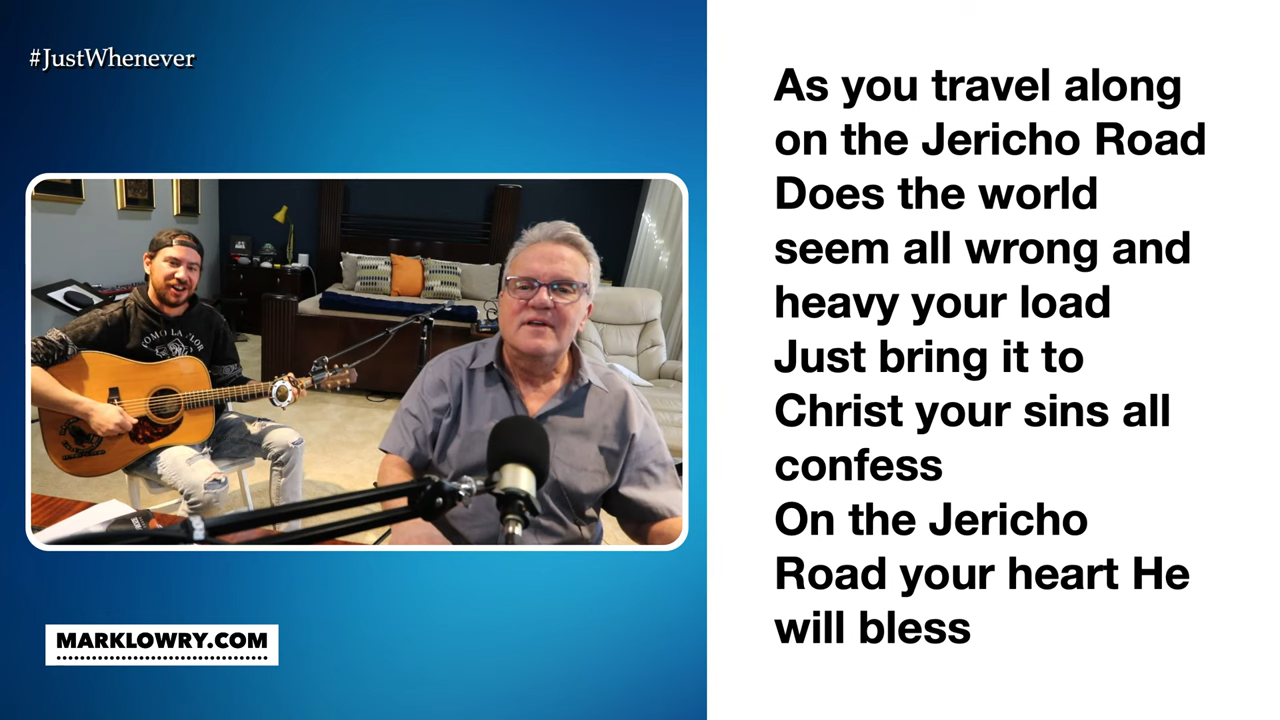 #JustWhenever
As you travel along
on the Jericho Road
Does the world
seem all wrong and
heavy your load
Just bring it to
Christ your sins all
confess
On the Jericho
Road your heart He
will bless
MARKLOWRY.COM